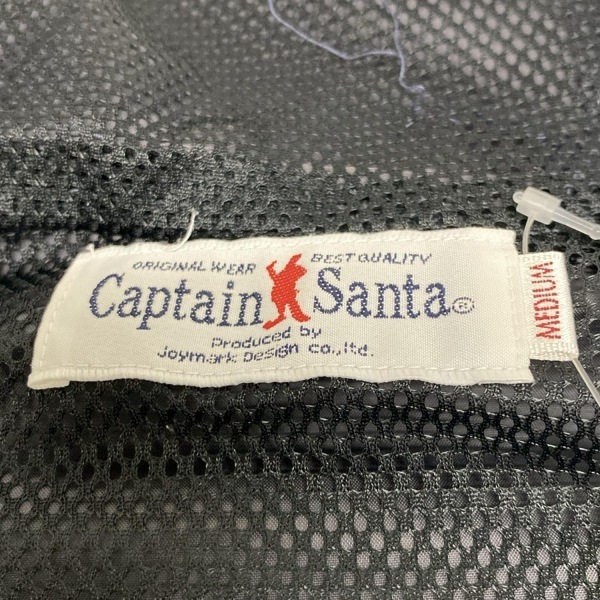 ORIGINAL WEAR BEST QUALITY
Captain Santa®
Produced by
Joymark Design co.,ltd.
MEDIUM